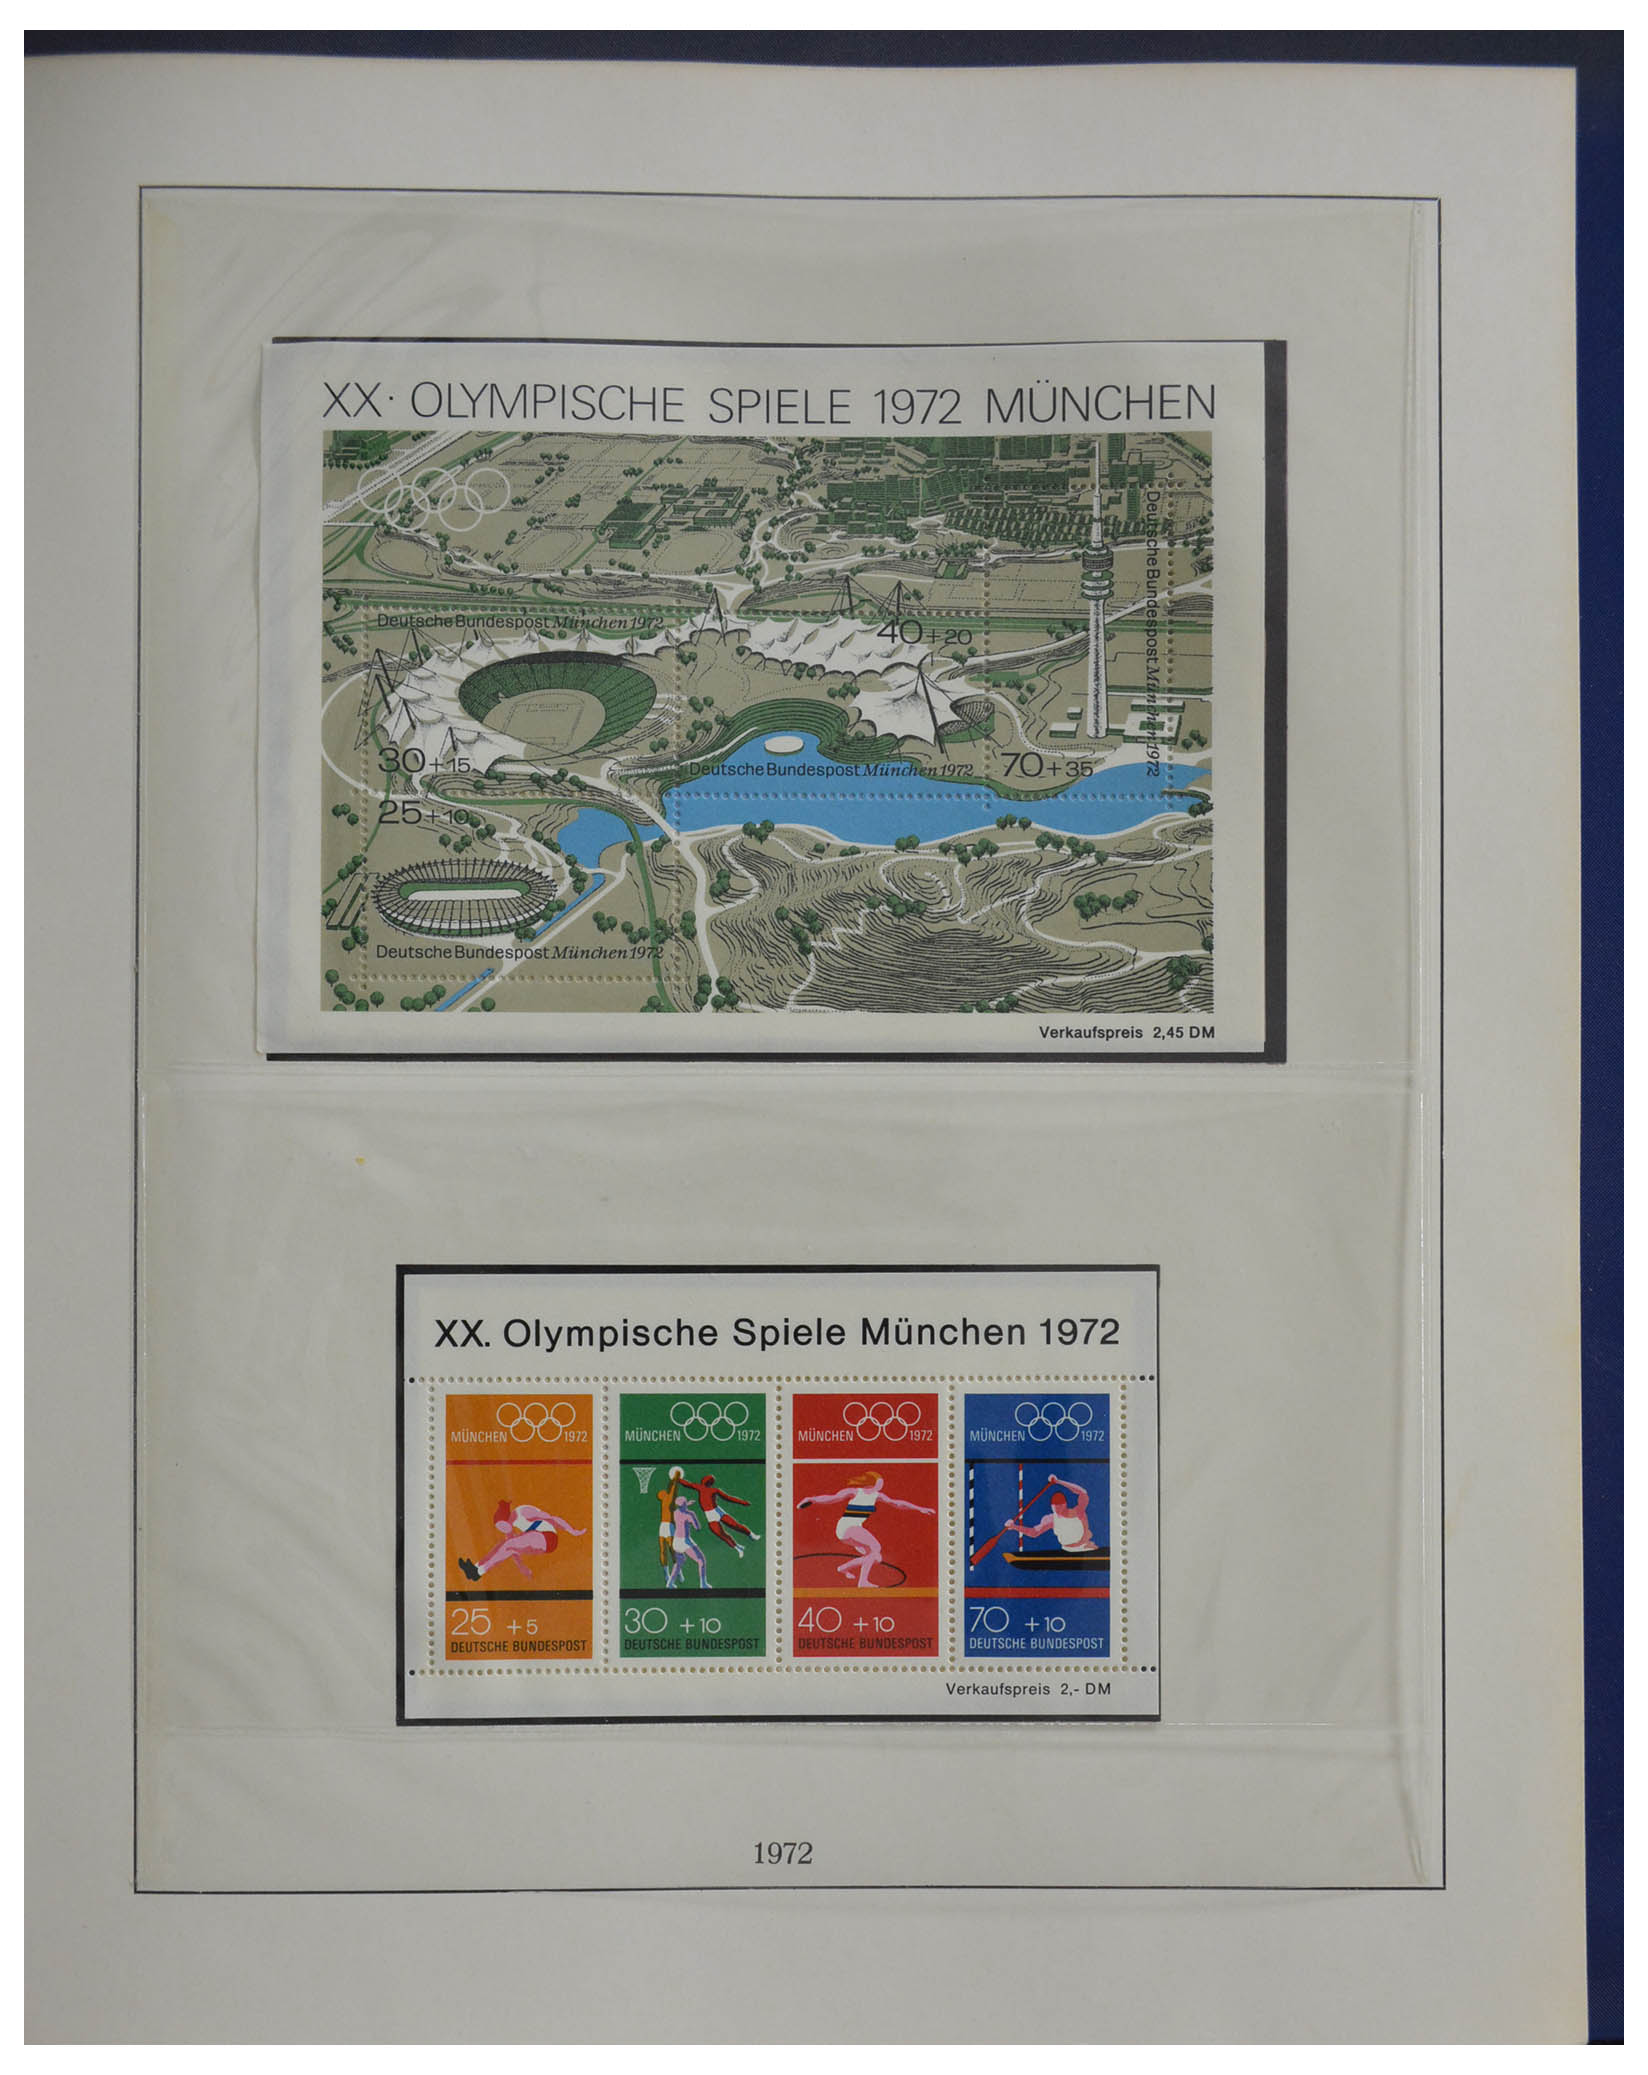 XX. OLYMPISCHE SPIELE 1972 MÜNCHEN
Deutsche Bundespost München 1972
40+20
Deutsche Bundespost München 1972
30+15
Deutsche Bundespost München 1972
70+35
25+10
Deutsche Bundespost München 1972
Verkaufspreis 2,45 DM
XX. Olympische Spiele München 1972
MÜNCHEN 1972
25 +5
DEUTSCHE BUNDESPOST
MÜNCHEN 1972
30 +10
DEUTSCHE BUNDESPOST
MÜNCHEN 1972
40 +10
DEUTSCHE BUNDESPOST
MÜNCHEN 1972
70 +10
DEUTSCHE BUNDESPOST
Verkaufspreis 2,- DM
1972